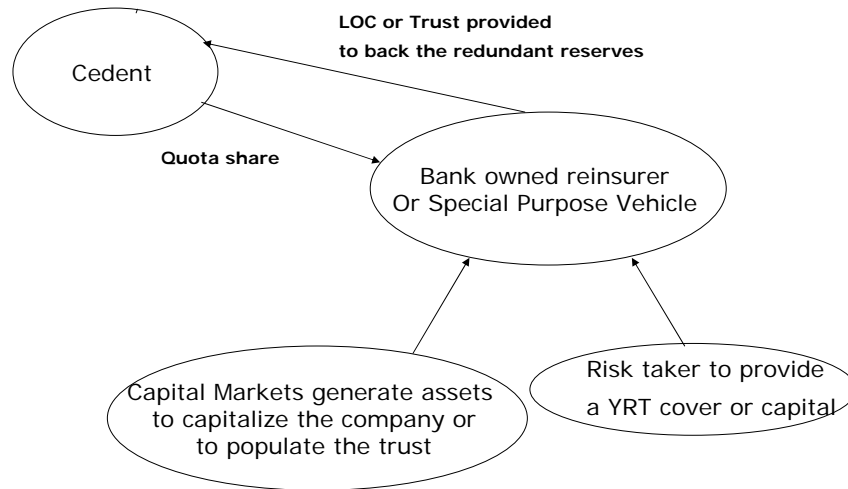 LOC or Trust provided
to back the redundant reserves
Cedent
Quota share
Bank owned reinsurer
Or Special Purpose Vehicle
Capital Markets generate assets
to capitalize the company or
to populate the trust
Risk taker to provide
a YRT cover or capital